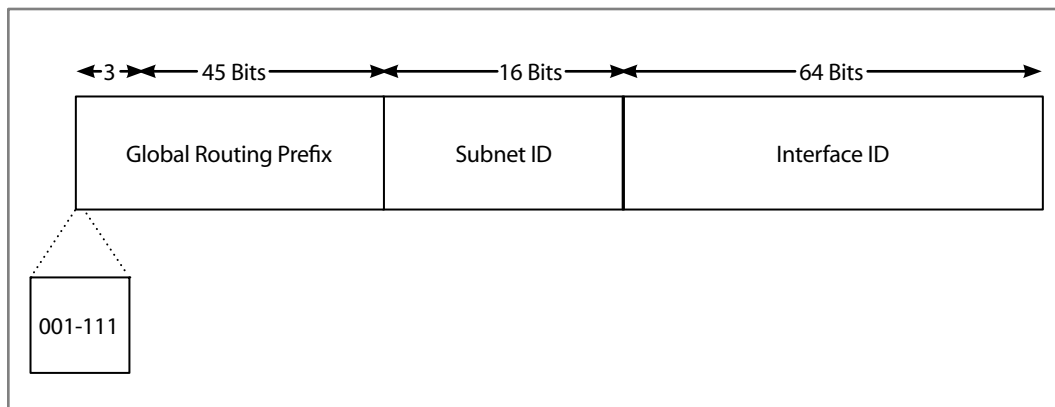 3 45 Bits 16 Bits 64 Bits
Global Routing Prefix Subnet ID Interface ID
001-111